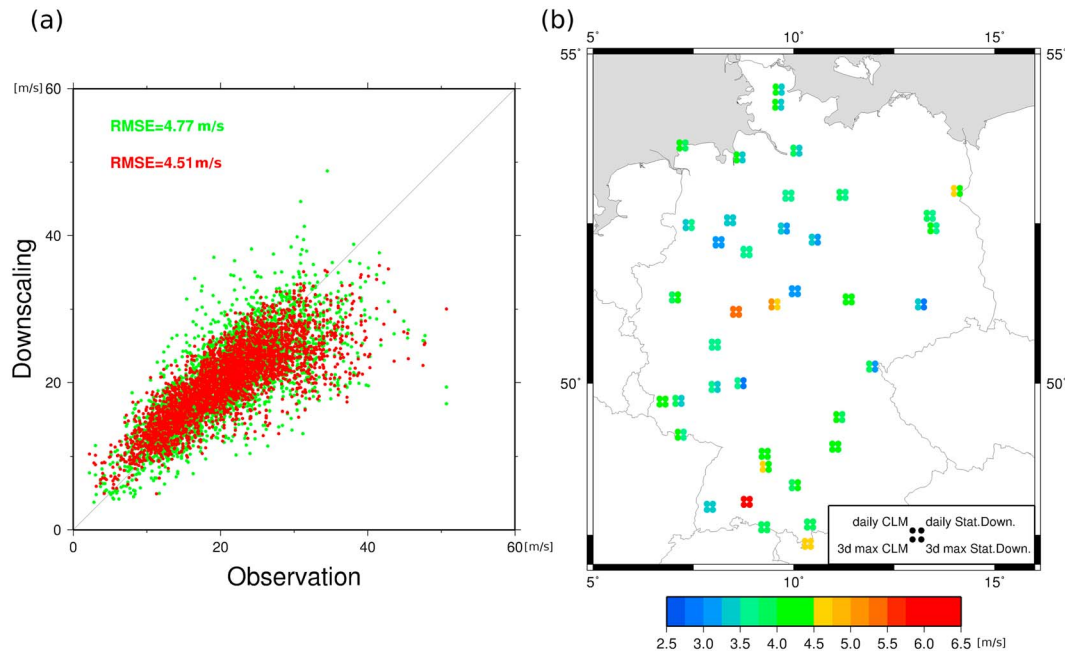 (a)
(b)
[m/s]
60
40
20
0
0
20
40
60
[m/s]
RMSE=4.77 m/s
RMSE=4.51 m/s
Downscaling
Observation
5° 10° 15°
55° 55°
50° 50°
5° 10° 15°
daily CLM daily Stat.Down.
3d max CLM 3d max Stat.Down.
2.5 3.0 3.5 4.0 4.5 5.0 5.5 6.0 6.5 [m/s]